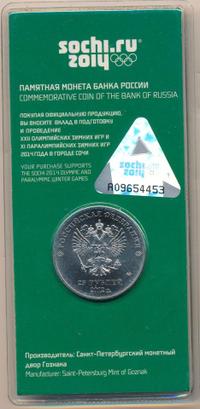 sochi.ru
2014
ПАМЯТНАЯ МОНЕТА БАНКА РОССИИ
COMMEMORATIVE COIN OF THE BANK OF RUSSIA
ПОКУПАЯ ОФИЦИАЛЬНУЮ ПРОДУКЦИЮ,
ВЫ ВНОСИТЕ ВКЛАД В ПОДГОТОВКУ
И ПРОВЕДЕНИЕ
XXII ОЛИМПИЙСКИХ ЗИМНИХ ИГР И
XI ПАРАЛИМПИЙСКИХ ЗИМНИХ ИГР
2014 ГОДА В ГОРОДЕ СОЧИ
YOUR PURCHASE SUPPORTS
THE SOCHI 2014 OLYMPIC AND
PARALYMPIC WINTER GAMES
sochi
2014
A09654453
РОССИЙСКАЯ ФЕДЕРАЦИЯ
25 РУБЛЕЙ
2012 г.
Производитель: Санкт-Петербургский монетный
двор Гознака
Manufacturer: Saint-Petersburg Mint of Goznak